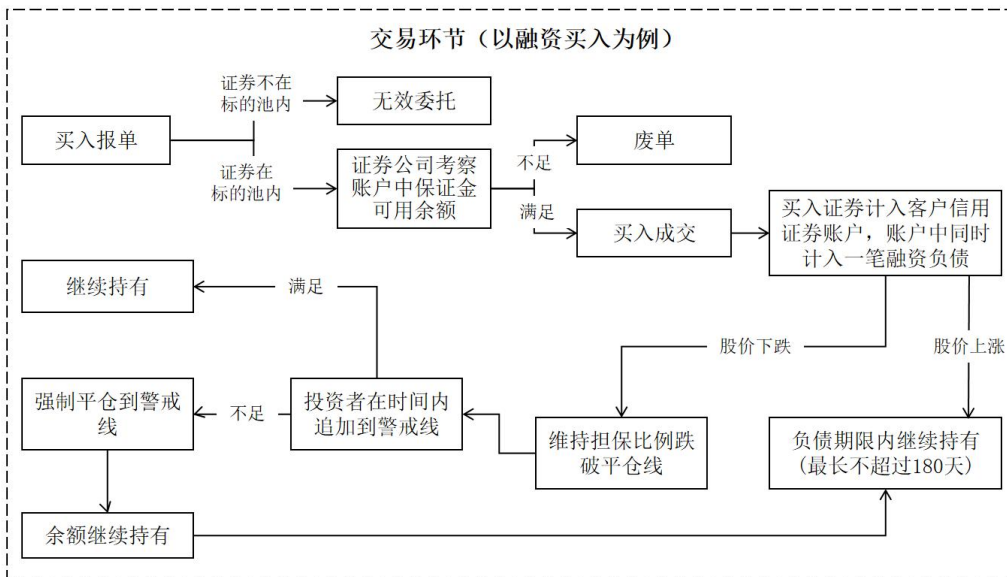 交易环节（以融资买入为例）
证券不在
标的池内
无效委托
买入报单
废单
证券在
标的池内
证券公司考察
账户中保证金
可用余额
不足
满足
买入成交
买入证券计入客户信用
证券账户，账户中同时
计入一笔融资负债
继续持有
满足
股价下跌
股价上涨
强制平仓到警戒
线
不足
投资者在时间内
追加到警戒线
维持担保比例跌
破平仓线
负债期限内继续持有
(最长不超过180天)
余额继续持有